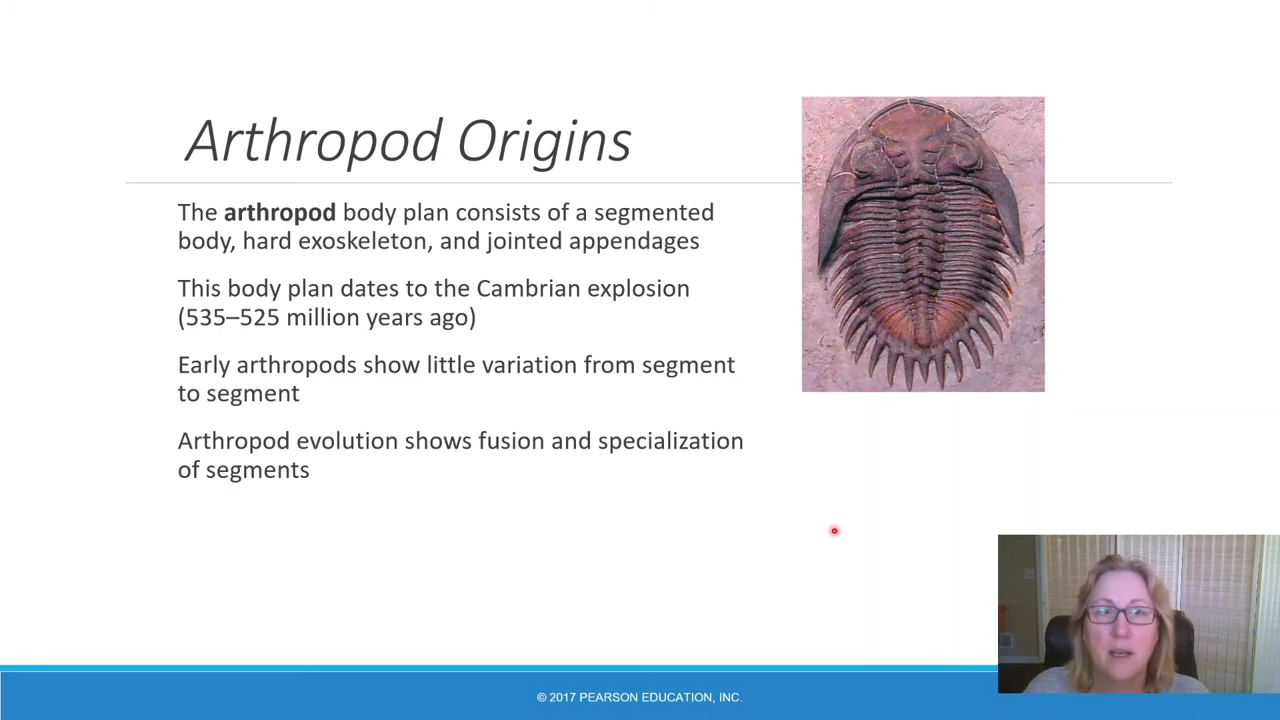 Arthropod Origins
The arthropod body plan consists of a segmented
body, hard exoskeleton, and jointed appendages
This body plan dates to the Cambrian explosion
(535–525 million years ago)
Early arthropods show little variation from segment
to segment
Arthropod evolution shows fusion and specialization
of segments
© 2017 PEARSON EDUCATION, INC.